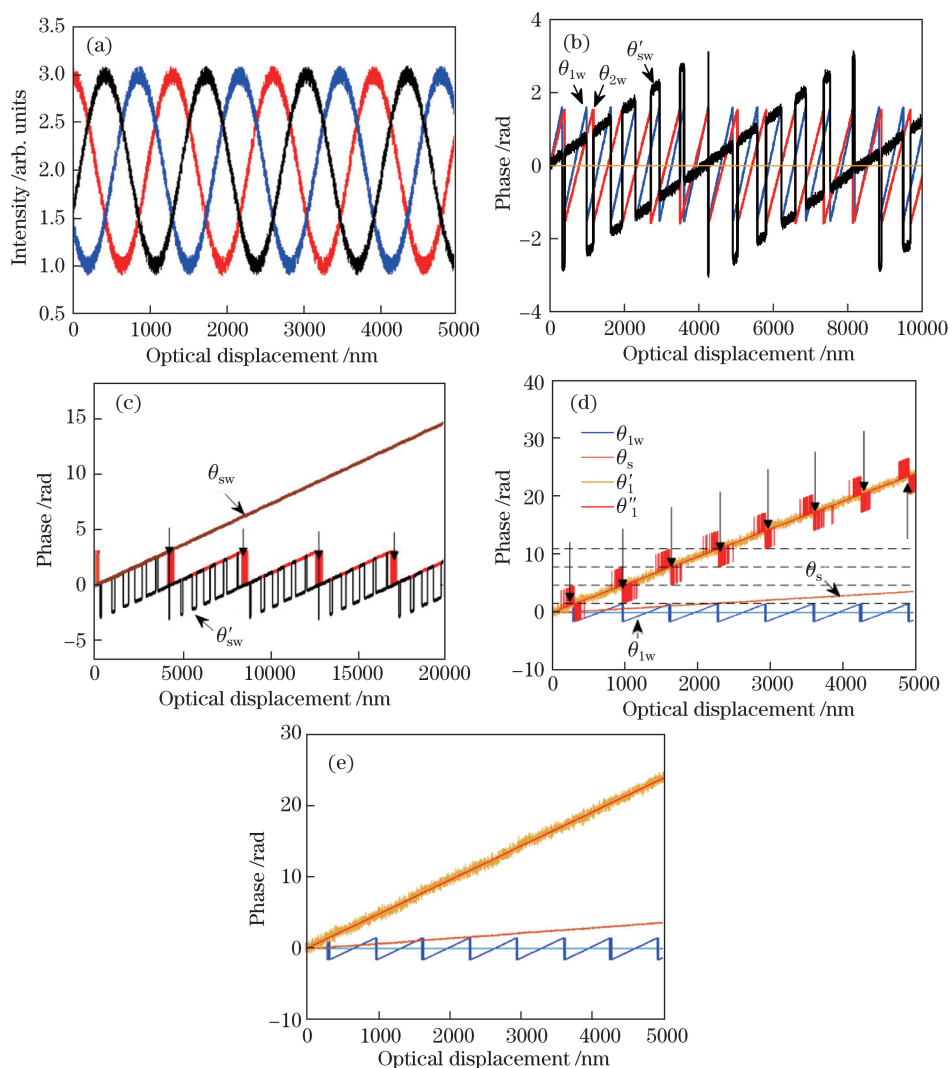 (a)
3.0
2.5
2.0
1.5
1.0
0.5
0 1000 2000 3000 4000 5000
Intensity /arb. units
Optical displacement /nm
(b)
4
2
0
−2
−4
0 2000 4000 6000 8000 10000
Phase /rad
Optical displacement /nm
θ1w
θ2w
θ′sw
(c)
15
10
5
0
−5
0 5000 10000 15000 20000
Phase /rad
Optical displacement /nm
θsw
θ′sw
(d)
40
30
20
10
0
−10
0 1000 2000 3000 4000 5000
Phase /rad
Optical displacement /nm
θ1w
θs
θ′1
θ″1
θs
θ1w
(e)
30
20
10
0
−10
0 1000 2000 3000 4000 5000
Phase /rad
Optical displacement /nm